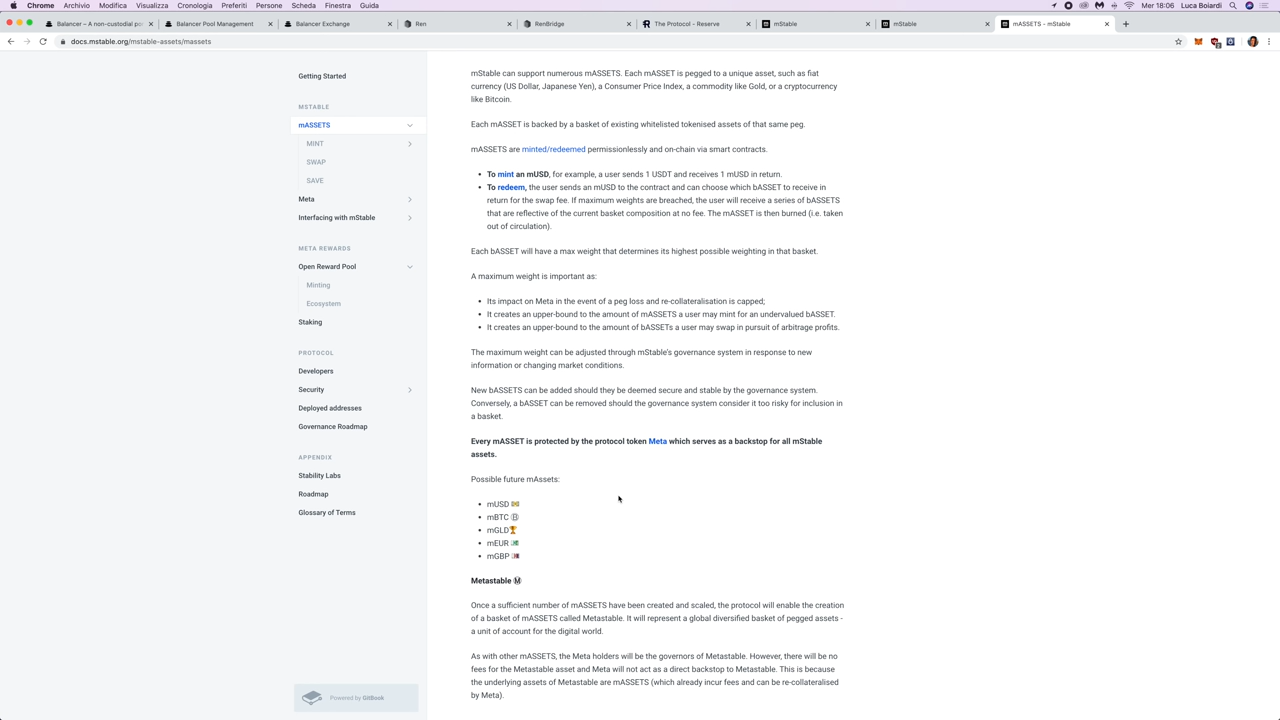 Chrome Archivio Modifica Visualizza Cronologia Preferiti Persone Scheda Finestra Guida Mer 18:06 Luca Boiardi
Balancer – A non-custodial po Balancer Pool Management Balancer Exchange Ren RenBridge The Protocol - Reserve mStable mStable mASSETS - mStable
docs.mstable.org/mstable-assets/massets
Getting Started
MSTABLE
mASSETS
MINT
SWAP
SAVE
Meta
Interfacing with mStable
META REWARDS
Open Reward Pool
Minting
Ecosystem
Staking
PROTOCOL
Developers
Security
Deployed addresses
Governance Roadmap
APPENDIX
Stability Labs
Roadmap
Glossary of Terms
Powered by GitBook
mStable can support numerous mASSETS. Each mASSET is pegged to a unique asset, such as fiat
currency (US Dollar, Japanese Yen), a Consumer Price Index, a commodity like Gold, or a cryptocurrency
like Bitcoin.
Each mASSET is backed by a basket of existing whitelisted tokenised assets of that same peg.
mASSETS are minted/redeemed permissionlessly and on-chain via smart contracts.
• To mint an mUSD, for example, a user sends 1 USDT and receives 1 mUSD in return.
• To redeem, the user sends an mUSD to the contract and can choose which bASSET to receive in
return for the swap fee. If maximum weights are breached, the user will receive a series of bASSETS
that are reflective of the current basket composition at no fee. The mASSET is then burned (i.e. taken
out of circulation).
Each bASSET will have a max weight that determines its highest possible weighting in that basket.
A maximum weight is important as:
• Its impact on Meta in the event of a peg loss and re-collateralisation is capped;
• It creates an upper-bound to the amount of mASSETS a user may mint for an undervalued bASSET.
• It creates an upper-bound to the amount of bASSETs a user may swap in pursuit of arbitrage profits.
The maximum weight can be adjusted through mStable's governance system in response to new
information or changing market conditions.
New bASSETS can be added should they be deemed secure and stable by the governance system.
Conversely, a bASSET can be removed should the governance system consider it too risky for inclusion in
a basket.
Every mASSET is protected by the protocol token Meta which serves as a backstop for all mStable
assets.
Possible future mAssets:
• mUSD 💵
• mBTC ₿
• mGLD🏆
• mEUR 💶
• mGBP 💷
Metastable Ⓜ
Once a sufficient number of mASSETS have been created and scaled, the protocol will enable the creation
of a basket of mASSETS called Metastable. It will represent a global diversified basket of pegged assets -
a unit of account for the digital world.
As with other mASSETS, the Meta holders will be the governors of Metastable. However, there will be no
fees for the Metastable asset and Meta will not act as a direct backstop to Metastable. This is because
the underlying assets of Metastable are mASSETS (which already incur fees and can be re-collateralised
by Meta).